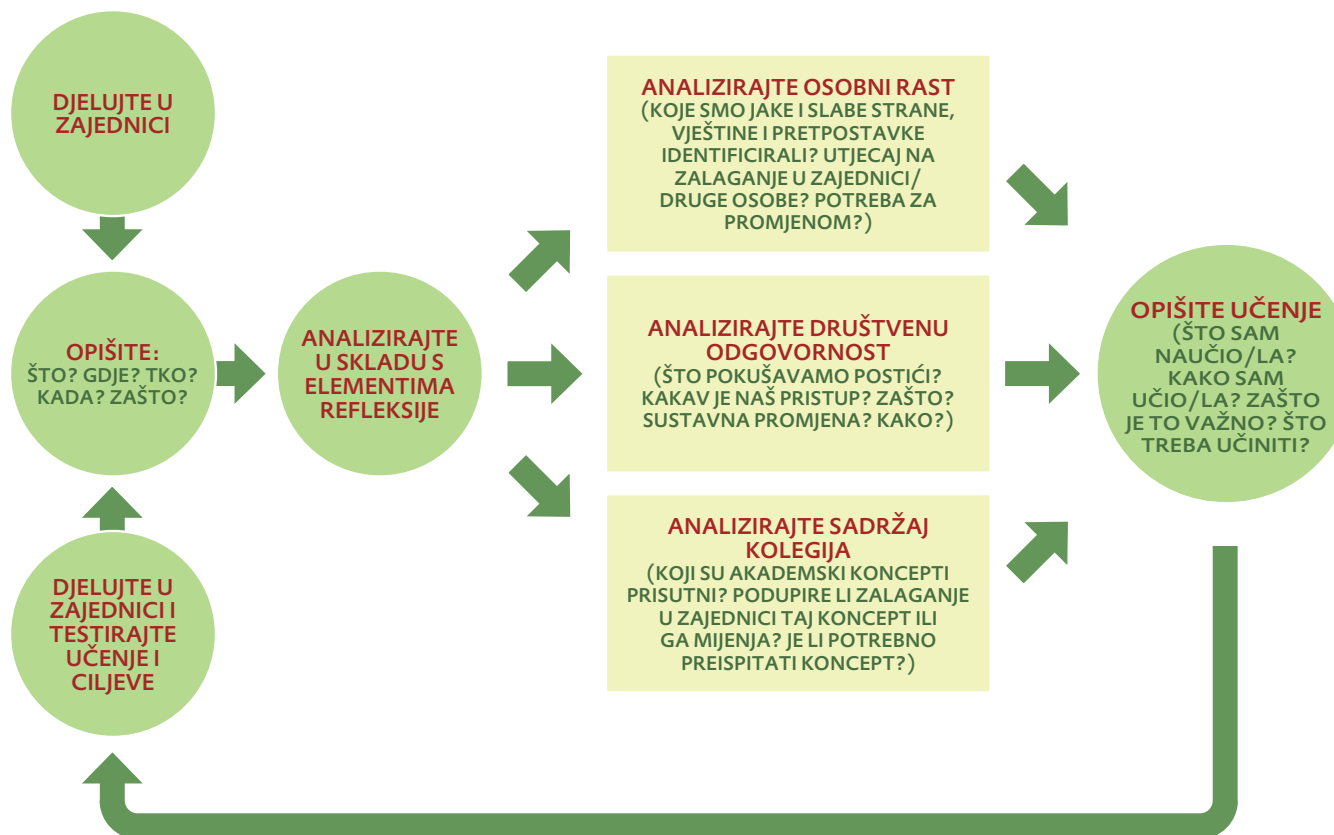 DJELUJTE U
ZAJEDNICI
OPIŠITE:
ŠTO? GDJE? TKO?
KADA? ZAŠTO?
DJELUJTE U
ZAJEDNICI I
TESTIRAJTE
UČENJE I
CILJEVE
ANALIZIRAJTE
U SKLADU S
ELEMENTIMA
REFLEKSIJE
ANALIZIRAJTE OSOBNI RAST
(KOJE SMO JAKE I SLABE STRANE,
VJEŠTINE I PRETPOSTAVKE
IDENTIFICIRALI? UTJECAJ NA
ZALAGANJE U ZAJEDNICI/
DRUGE OSOBE? POTREBA ZA
PROMJENOM?)
ANALIZIRAJTE DRUŠTVENU
ODGOVORNOST
(ŠTO POKUŠAVAMO POSTIĆI?
KAKAV JE NAŠ PRISTUP? ZAŠTO?
SUSTAVNA PROMJENA? KAKO?)
ANALIZIRAJTE SADRŽAJ
KOLEGIJA
(KOJI SU AKADEMSKI KONCEPTI
PRISUTNI? PODUPIRE LI ZALAGANJE
U ZAJEDNICI TAJ KONCEPT ILI
GA MIJENJA? JE LI POTREBNO
PREISPITATI KONCEPT?)
OPIŠITE UČENJE
(ŠTO SAM
NAUČIO/LA?
KAKO SAM
UČIO/LA? ZAŠTO
JE TO VAŽNO? ŠTO
TREBA UČINITI?